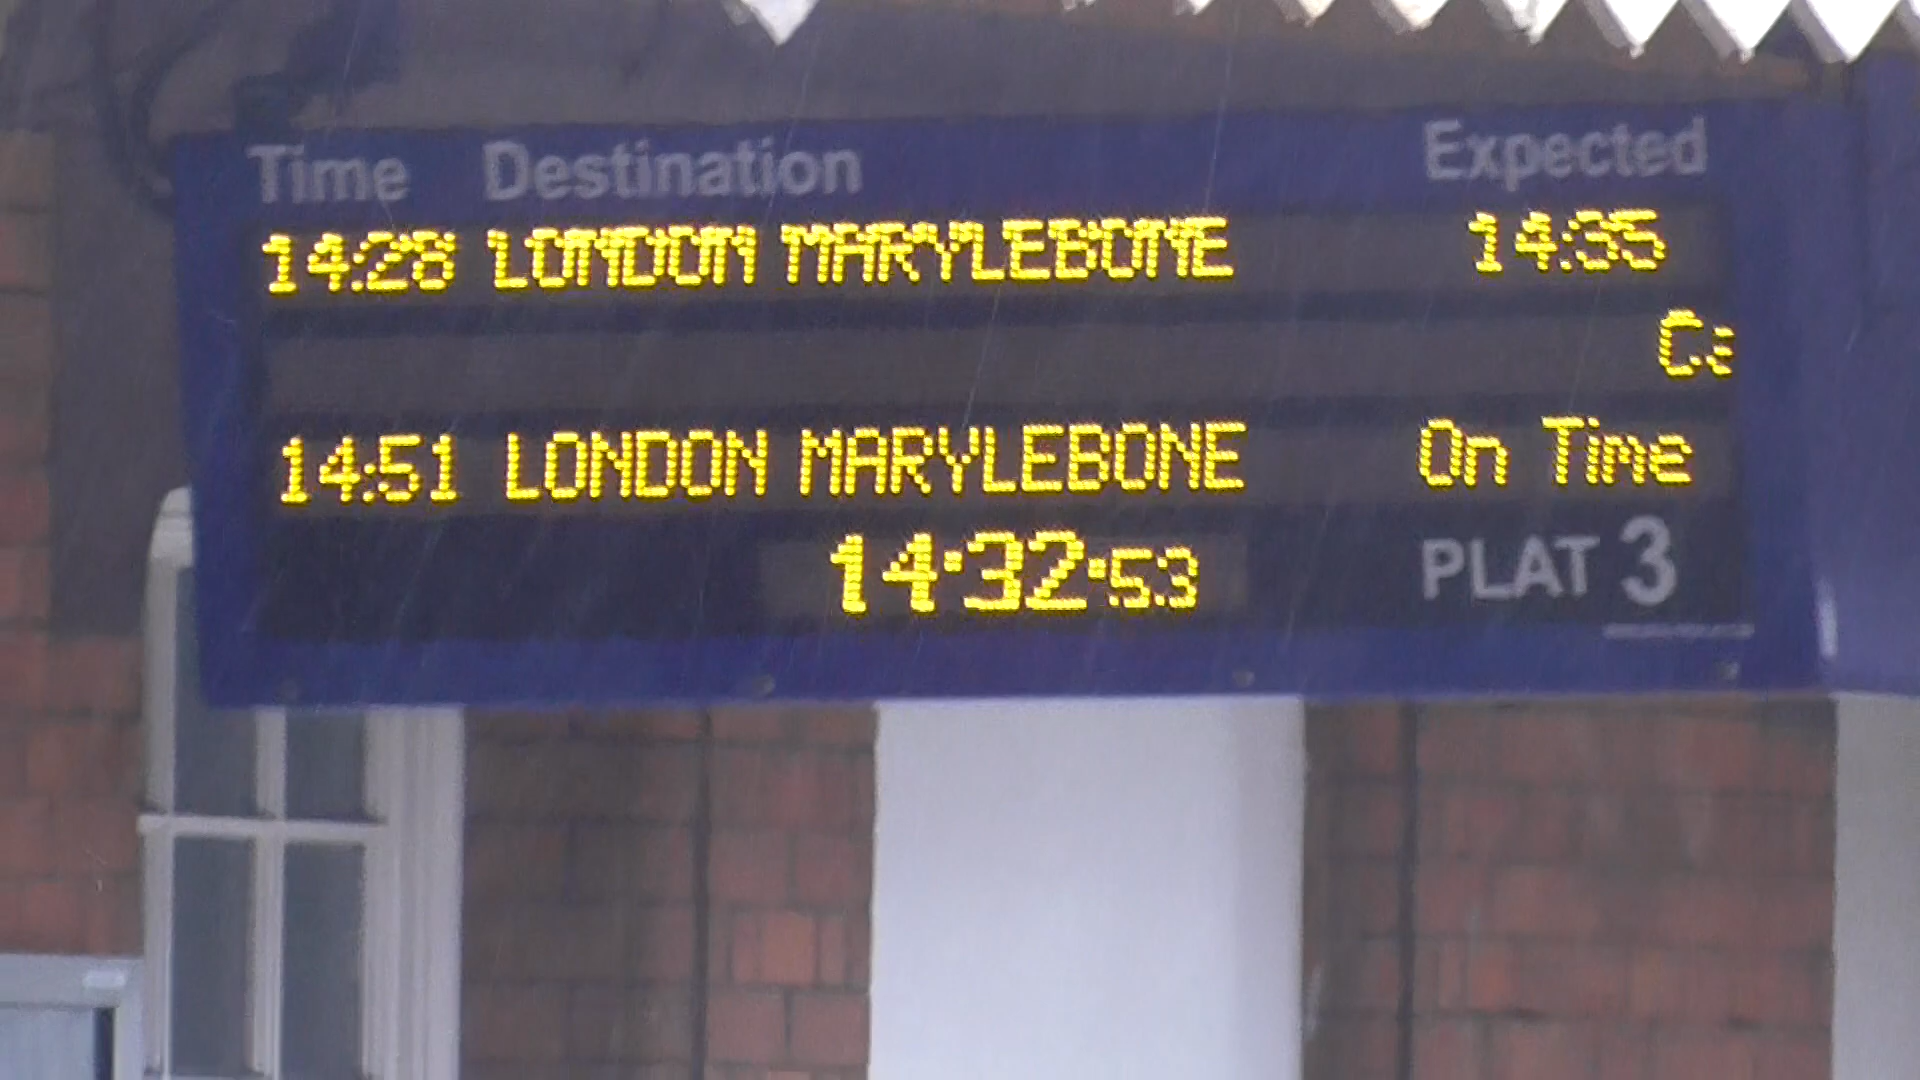 Time Destination Expected
14:28 LONDON MARYLEBONE 14:35
Ca
14:51 LONDON MARYLEBONE On Time
14:32:53 PLAT 3